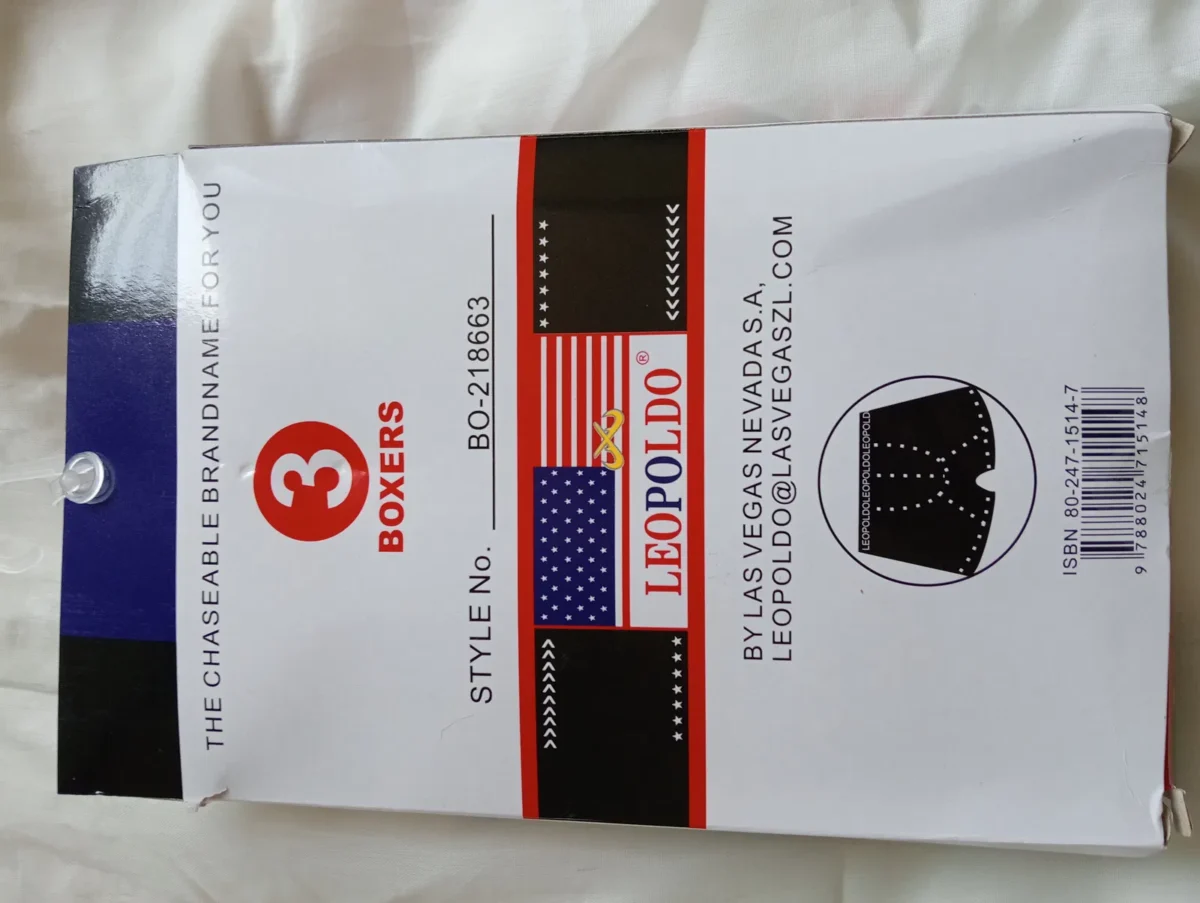 THE CHASEABLE BRANDNAME FOR YOU
3
BOXERS
STYLE No. BO-218663
LEOPOLDO®
BY LAS VEGAS NEVADA S.A,
LEOPOLDO@LASVEGASZL.COM
LEOPOLDOLEOPOLDOLEOPOLD
ISBN 80-247-1514-7
9 788024 715148